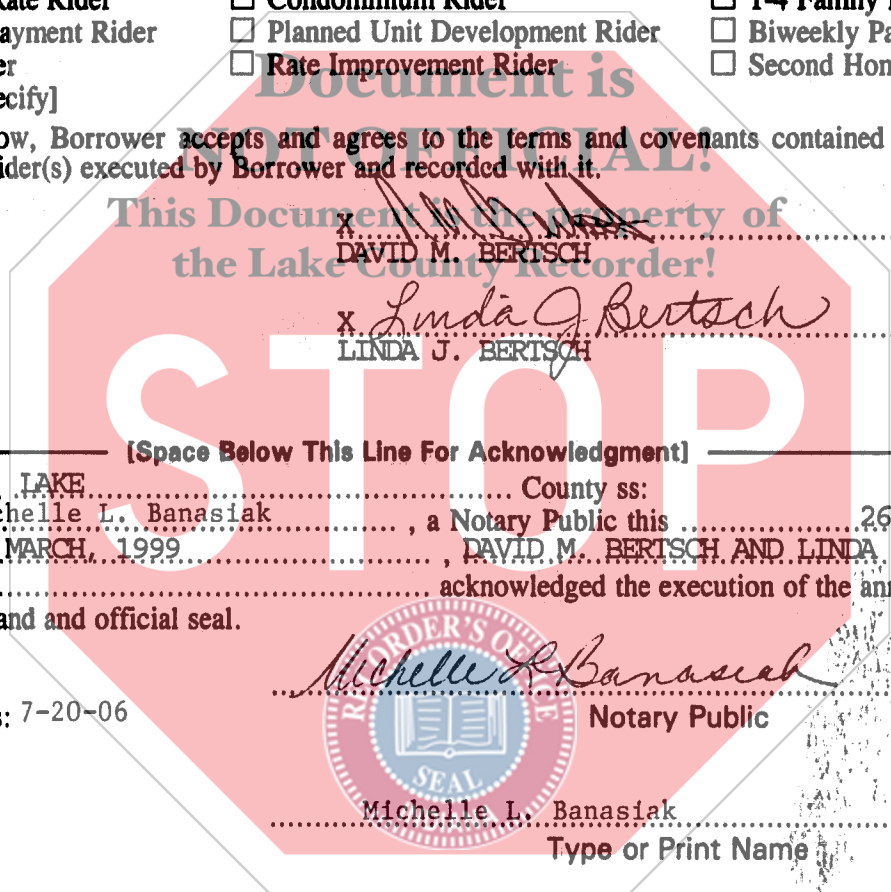 Rate Rider ☐ Condominium Rider ☐ 1-4 Family
ayment Rider ☐ Planned Unit Development Rider ☐ Biweekly Pa
er ☐ Rate Improvement Rider ☐ Second Hom
ecify]
Document is
ow, Borrower accepts and agrees to the terms and covenants contained
NOT OFFICIAL!
ider(s) executed by Borrower and recorded with it.
This Document is the property of
X
DAVID M. BERTSCH
the Lake County Recorder!
X Linda J Bertsch
LINDA J. BERTSCH
STOP
[Space Below This Line For Acknowledgment]
LAKE County ss:
chelle L. Banasiak, a Notary Public this 26
MARCH, 1999, DAVID M. BERTSCH AND LINDA
acknowledged the execution of the ann
and and official seal.
RECORDER'S OFFICE
Michelle L Banasiak
s: 7-20-06
Notary Public
SEAL
INDIANA
Michelle L. Banasiak
Type or Print Name